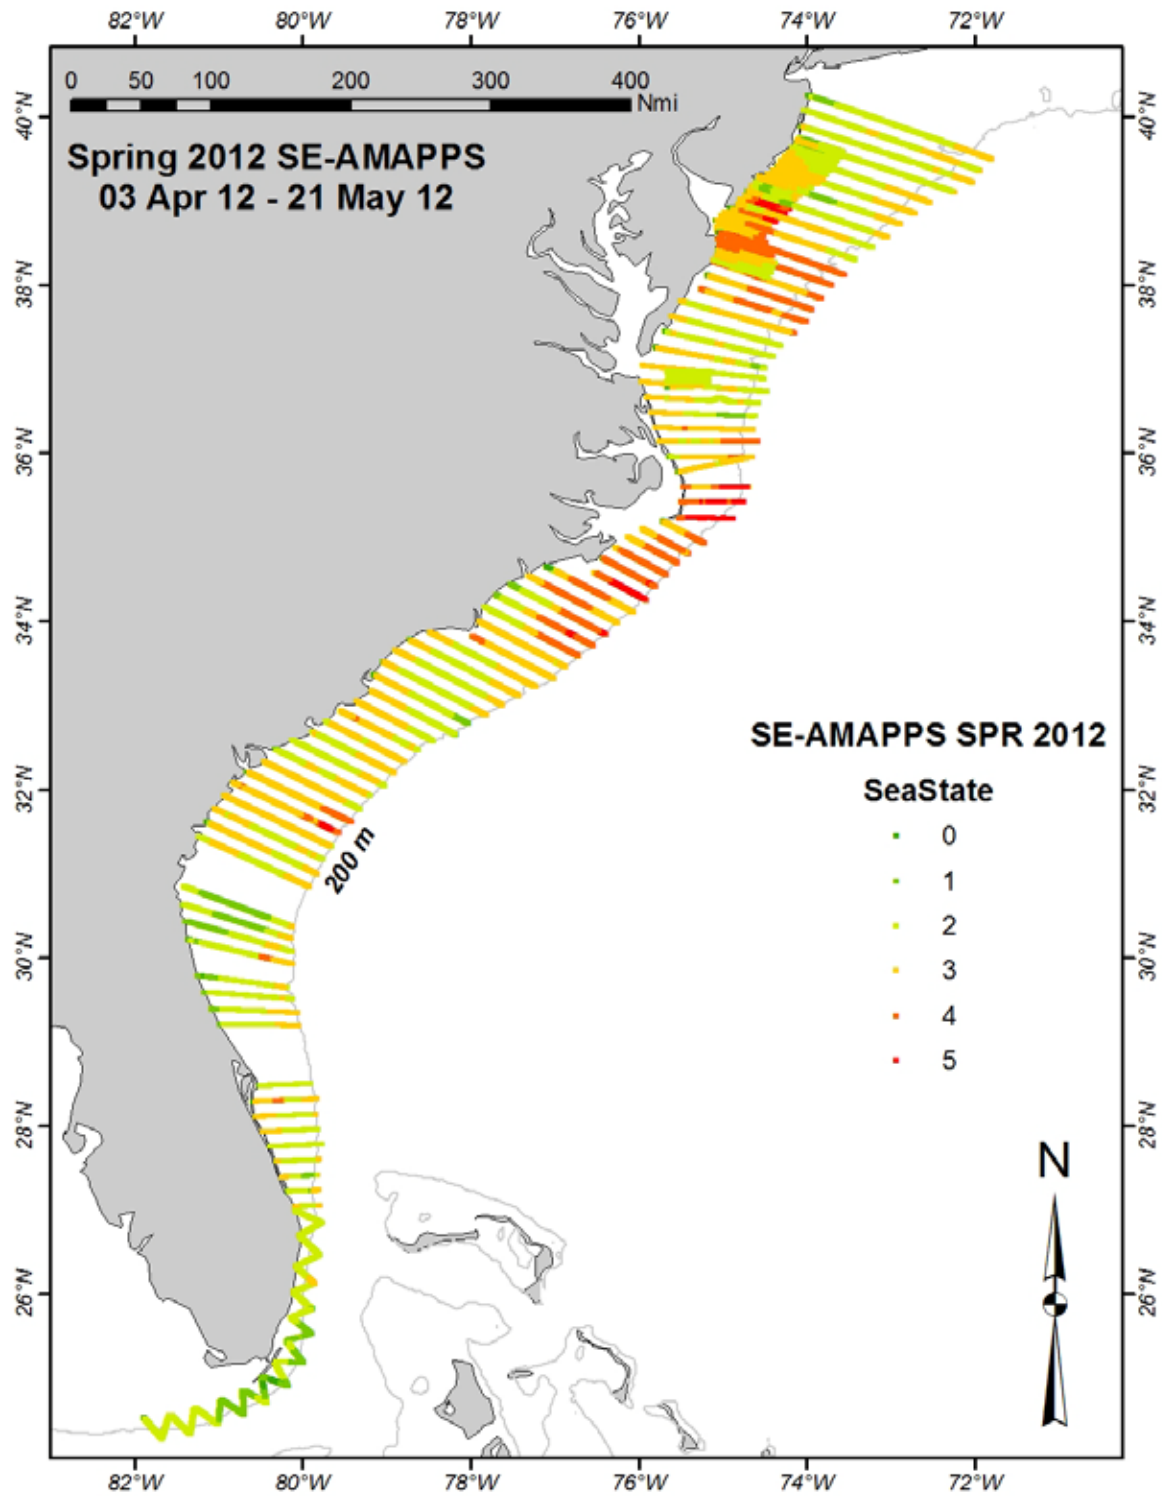 82°W 80°W 78°W 76°W 74°W 72°W
0 50 100 200 300 400
Nmi
40°N 40°N
Spring 2012 SE-AMAPPS
03 Apr 12 - 21 May 12
38°N 38°N
36°N 36°N
34°N 34°N
SE-AMAPPS SPR 2012
SeaState
32°N 32°N
0
200 m
1
2
30°N 30°N
3
4
5
28°N 28°N
N
26°N 26°N
82°W 80°W 78°W 76°W 74°W 72°W